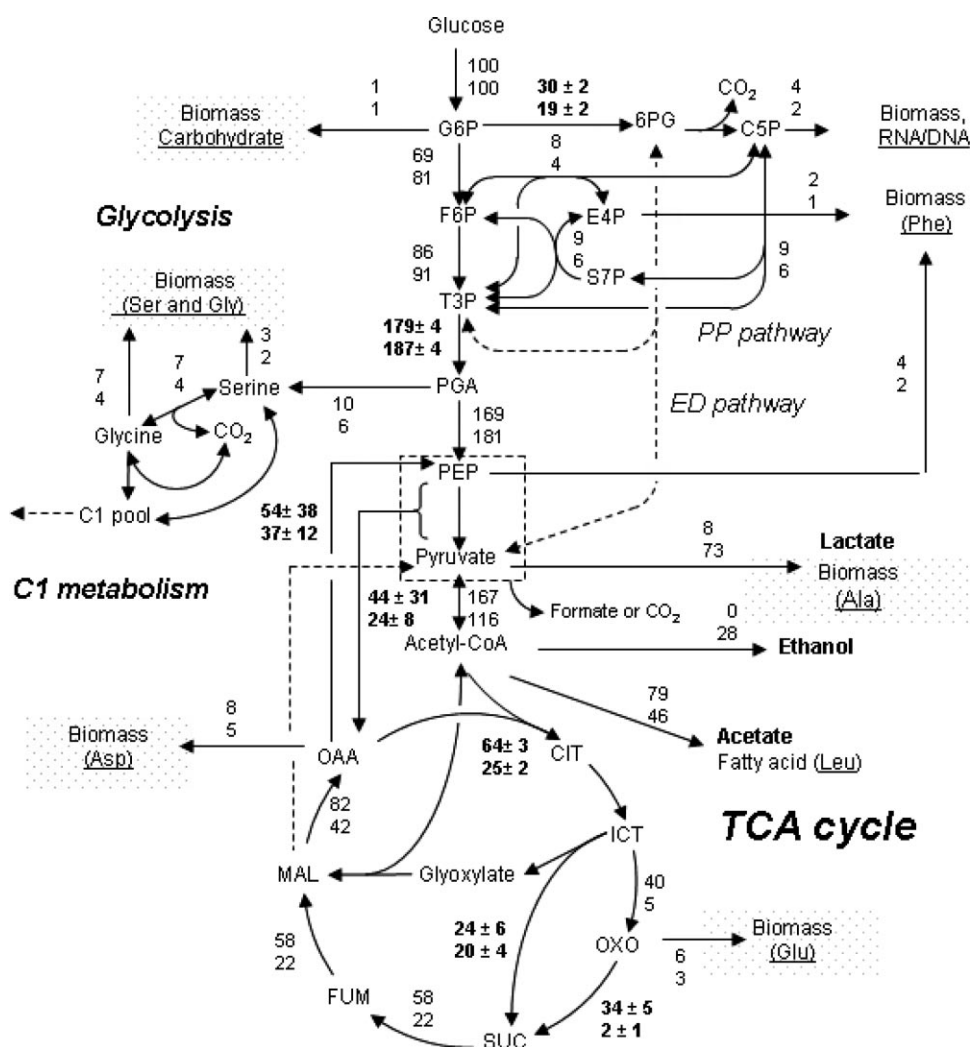 Glucose
100
100
1
1
Biomass
Carbohydrate
G6P
30 ± 2
19 ± 2
6PG
CO2
C5P
4
2
Biomass,
RNA/DNA
69
81
8
4
Glycolysis
F6P
E4P
2
1
Biomass
(Phe)
86
91
9
6
S7P
9
6
Biomass
(Ser and Gly)
T3P
179± 4
187± 4
PP pathway
7
4
7
4
3
2
Serine
PGA
10
6
ED pathway
4
2
Glycine
CO2
169
181
PEP
C1 pool
54± 38
37± 12
Pyruvate
8
73
Lactate
Biomass
(Ala)
C1 metabolism
44 ± 31
24± 8
167
116
Formate or CO2
Acetyl-CoA
0
28
Ethanol
79
46
Acetate
Fatty acid (Leu)
8
5
Biomass
(Asp)
OAA
64± 3
25± 2
CIT
82
42
TCA cycle
ICT
MAL
Glyoxylate
40
5
24 ± 6
20 ± 4
OXO
6
3
Biomass
(Glu)
58
22
FUM
58
22
34 ± 5
2 ± 1
SUC